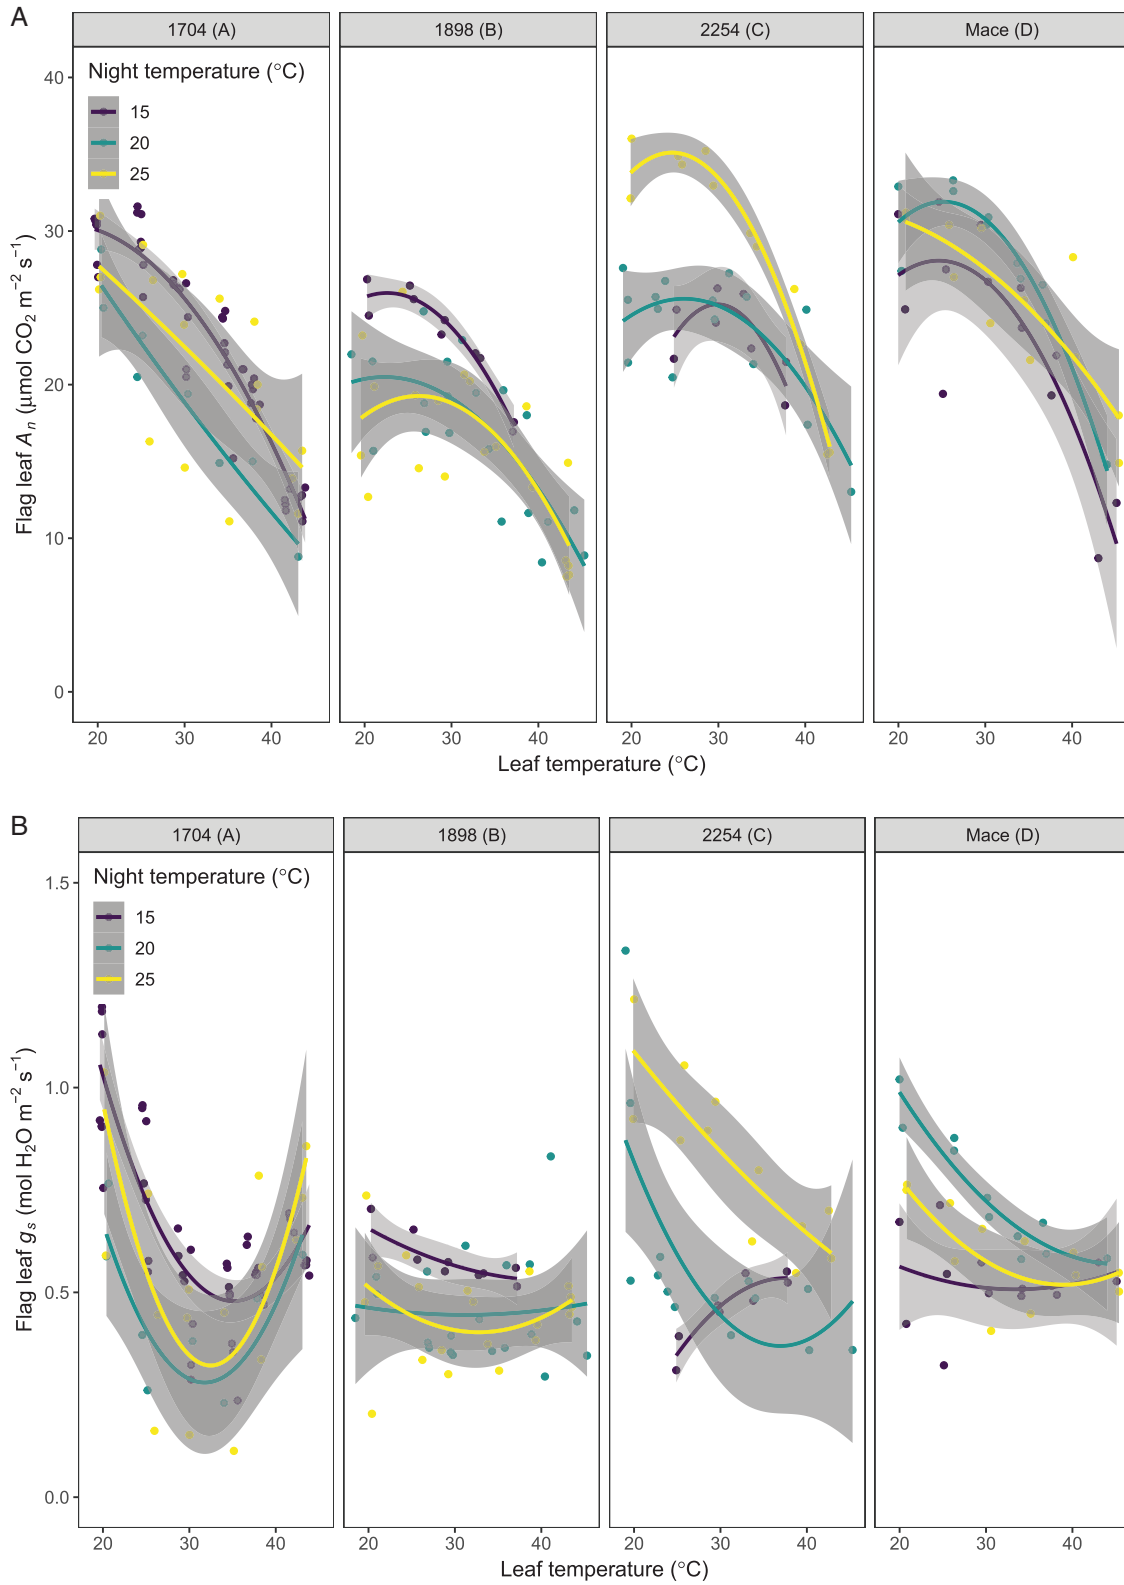 A
1704 (A) 1898 (B) 2254 (C) Mace (D)
Night temperature (°C)
15
20
25
40
30
20
10
0
Flag leaf Aₙ (μmol CO₂ m⁻² s⁻¹)
20 30 40 20 30 40 20 30 40 20 30 40
Leaf temperature (°C)
B
1704 (A) 1898 (B) 2254 (C) Mace (D)
Night temperature (°C)
15
20
25
1.5
1.0
0.5
0.0
Flag leaf gₛ (mol H₂O m⁻² s⁻¹)
20 30 40 20 30 40 20 30 40 20 30 40
Leaf temperature (°C)